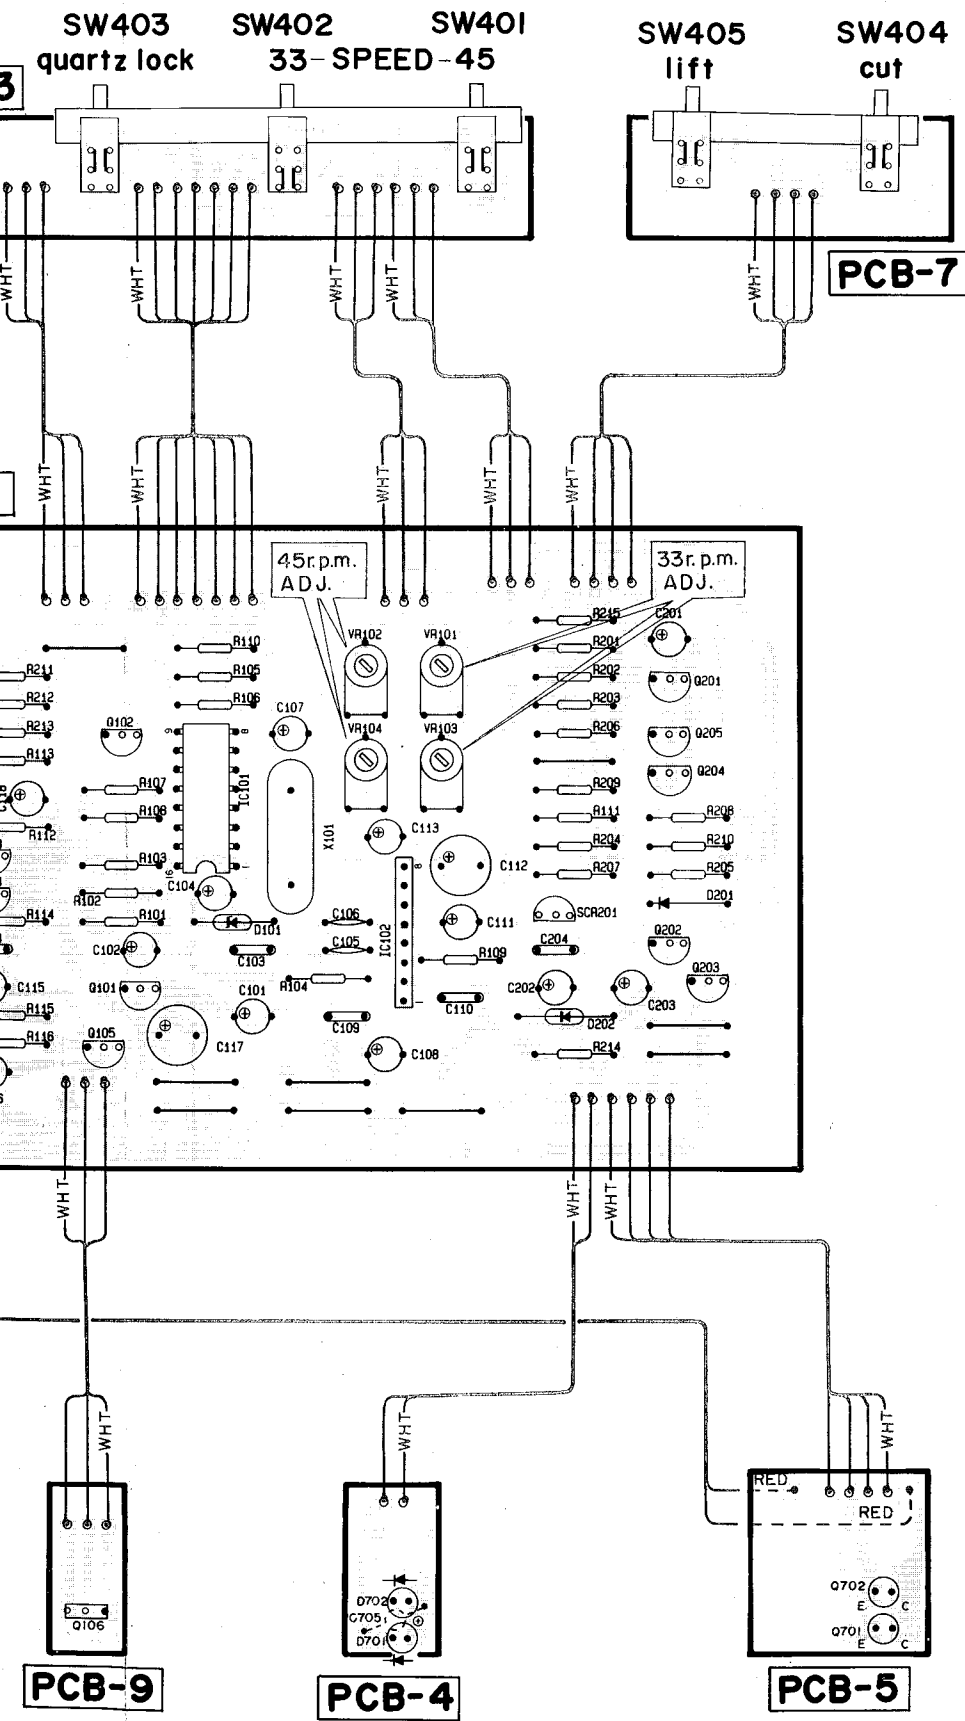 SW403 SW402 SW401
quartz lock 33-SPEED-45
SW405 SW404
lift cut
3
PCB-7
WHT WHT WHT WHT WHT
WHT WHT WHT WHT WHT
45r.p.m.
ADJ.
33r.p.m.
ADJ.
R215
C201
R110 VR102 VR101 R201
R211 R105 R202 Q201
R212 R106 R203
C107
R213 Q102 9 8 VR104 VR103 R206 Q205
R113 Q204
R107 IC101 R209
R108 X101 R111 R208
R112 C113 R204 R210
R103 16 1 8 C112 R207 R205
R102 C104 D201
R114 R101 D101 C106 C111 SCR201
C102 C103 C105 IC102 R109 C204 Q202
Q203
C115 Q101 R104 C101 1 C110 C202 C203
R115 C109 D202
R116 Q105 C117 C108 R214
WHT WHT WHT
WHT WHT WHT
RED
RED
Q106
D702
C705
D701
Q702
E C
Q701
E C
PCB-9 PCB-4 PCB-5